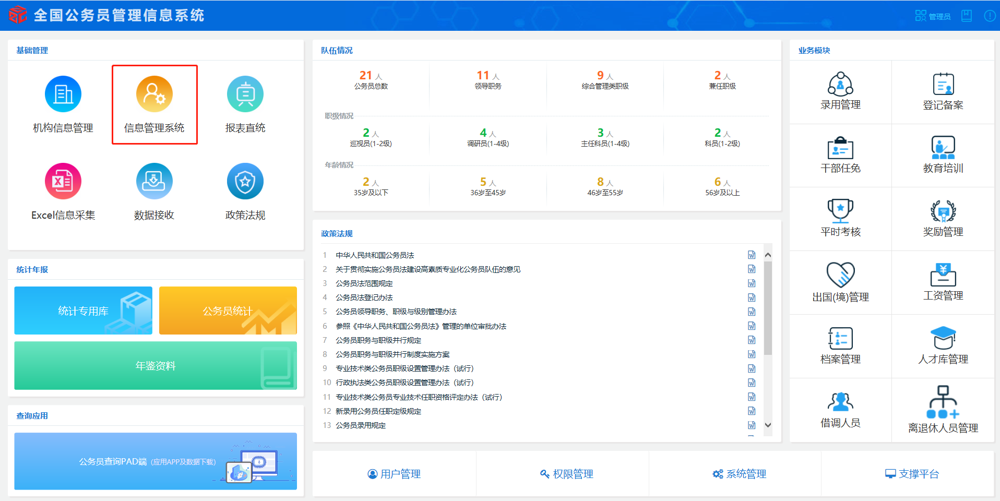 全国公务员管理信息系统
管理员
基础管理
机构信息管理
信息管理系统
报表直统
Excel信息采集
数据接收
政策法规
统计年报
统计专用库
公务员统计
年鉴资料
查询应用
公务员查询PAD端（应用APP及数据下载）
队伍情况
21 人
公务员总数
11 人
领导职务
9 人
综合管理类职级
2 人
兼任职级
职级情况
2 人
巡视员(1-2级)
4 人
调研员(1-4级)
3 人
主任科员(1-4级)
2 人
科员(1-2级)
年龄情况
2 人
35岁及以下
5 人
36岁至45岁
8 人
46岁至55岁
6 人
56岁及以上
政策法规
1 中华人民共和国公务员法
2 关于贯彻实施公务员法建设高素质专业化公务员队伍的意见
3 公务员法范围规定
4 公务员法登记办法
5 公务员领导职务、职级与级别管理办法
6 参照《中华人民共和国公务员法》管理的单位审批办法
7 公务员职务与职级并行规定
8 公务员职务与职级并行制度实施方案
9 专业技术类公务员职级设置管理办法（试行）
10 行政执法类公务员职级设置管理办法（试行）
11 专业技术类公务员专业技术任职资格评定办法（试行）
12 新录用公务员任职定级规定
13 公务员录用规定
用户管理
权限管理
系统管理
支撑平台
业务模块
录用管理
登记备案
干部任免
教育培训
平时考核
奖励管理
出国(境)管理
工资管理
档案管理
人才库管理
借调人员
离退休人员管理